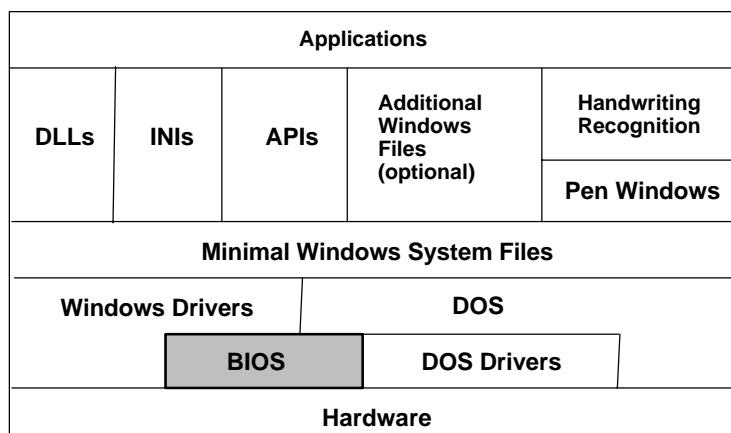 Applications
DLLs
INIs
APIs
Additional
Windows
Files
(optional)
Handwriting
Recognition
Pen Windows
Minimal Windows System Files
Windows Drivers
DOS
BIOS
DOS Drivers
Hardware